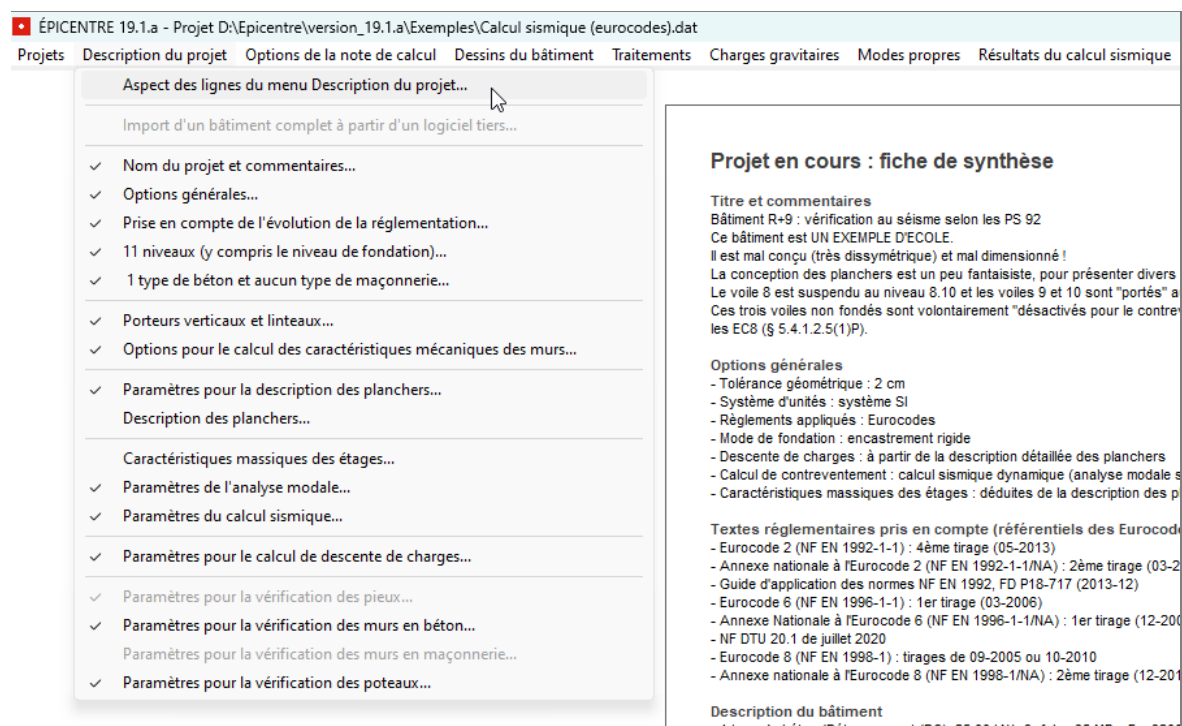 ÉPICENTRE 19.1.a - Projet D:\Epicentre\version_19.1.a\Exemples\Calcul sismique (eurocodes).dat
Projets Description du projet Options de la note de calcul Dessins du bâtiment Traitements Charges gravitaires Modes propres Résultats du calcul sismique
Aspect des lignes du menu Description du projet...
Import d'un bâtiment complet à partir d'un logiciel tiers...
Nom du projet et commentaires...
Options générales...
Prise en compte de l'évolution de la réglementation...
11 niveaux (y compris le niveau de fondation)...
1 type de béton et aucun type de maçonnerie...
Porteurs verticaux et linteaux...
Options pour le calcul des caractéristiques mécaniques des murs...
Paramètres pour la description des planchers...
Description des planchers...
Caractéristiques massiques des étages...
Paramètres de l'analyse modale...
Paramètres du calcul sismique...
Paramètres pour le calcul de descente de charges...
Paramètres pour la vérification des pieux...
Paramètres pour la vérification des murs en béton...
Paramètres pour la vérification des murs en maçonnerie...
Paramètres pour la vérification des poteaux...
Projet en cours : fiche de synthèse
Titre et commentaires
Bâtiment R+9 : vérification au séisme selon les PS 92
Ce bâtiment est UN EXEMPLE D'ECOLE.
Il est mal conçu (très dissymétrique) et mal dimensionné !
La conception des planchers est un peu fantaisiste, pour présenter divers
Le voile 8 est suspendu au niveau 8.10 et les voiles 9 et 10 sont "portés" a
Ces trois voiles non fondés sont volontairement "désactivés pour le contre
les EC8 (§ 5.4.1.2.5(1)P).
Options générales
- Tolérance géométrique : 2 cm
- Système d'unités : système SI
- Règlements appliqués : Eurocodes
- Mode de fondation : encastrement rigide
- Descente de charges : à partir de la description détaillée des planchers
- Calcul de contreventement : calcul sismique dynamique (analyse modale s
- Caractéristiques massiques des étages : déduites de la description des p
Textes réglementaires pris en compte (référentiels des Eurocod
- Eurocode 2 (NF EN 1992-1-1) : 4ème tirage (05-2013)
- Annexe nationale à l'Eurocode 2 (NF EN 1992-1-1/NA) : 2ème tirage (03-2
- Guide d'application des normes NF EN 1992, FD P18-717 (2013-12)
- Eurocode 6 (NF EN 1996-1-1) : 1er tirage (03-2006)
- Annexe Nationale à l'Eurocode 6 (NF EN 1996-1-1/NA) : 1er tirage (12-200
- NF DTU 20.1 de juillet 2020
- Eurocode 8 (NF EN 1998-1) : tirages de 09-2005 ou 10-2010
- Annexe nationale à l'Eurocode 8 (NF EN 1998-1/NA) : 2ème tirage (12-201
Description du bâtiment